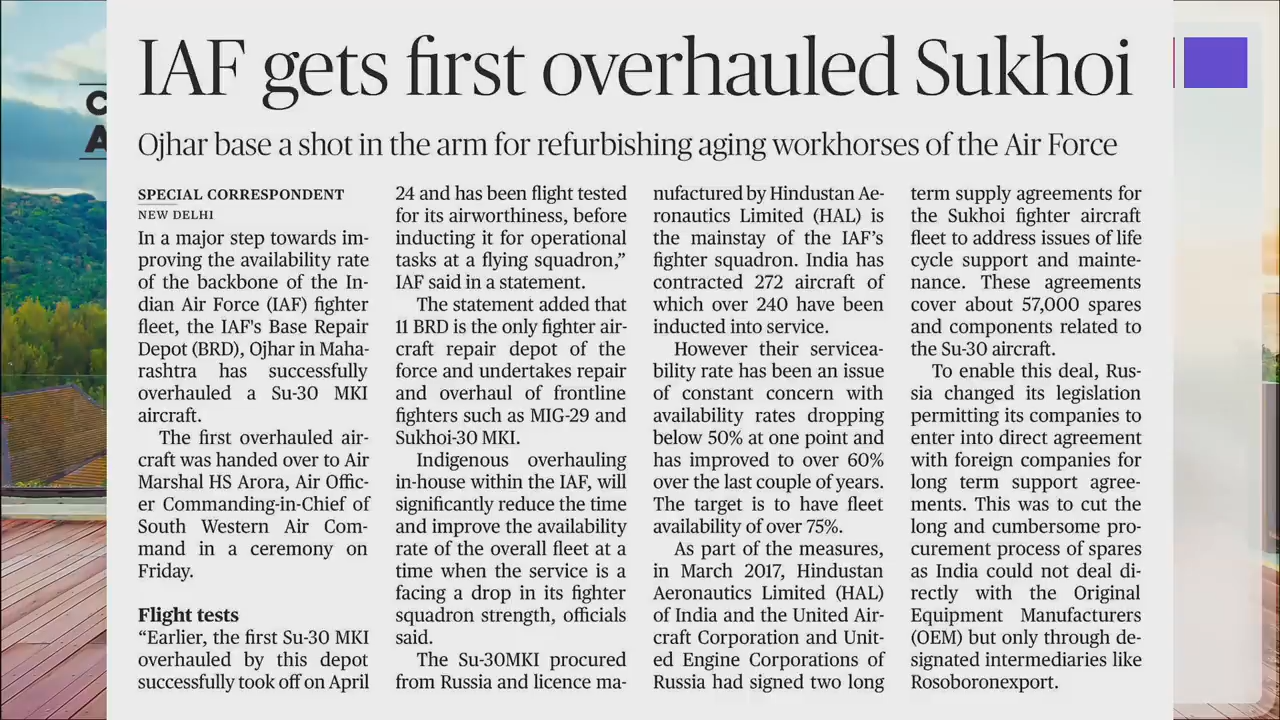 IAF gets first overhauled Sukhoi
Ojhar base a shot in the arm for refurbishing aging workhorses of the Air Force
SPECIAL CORRESPONDENT
NEW DELHI
In a major step towards im-
proving the availability rate
of the backbone of the In-
dian Air Force (IAF) fighter
fleet, the IAF's Base Repair
Depot (BRD), Ojhar in Maha-
rashtra has successfully
overhauled a Su-30 MKI
aircraft.
The first overhauled air-
craft was handed over to Air
Marshal HS Arora, Air Offic-
er Commanding-in-Chief of
South Western Air Com-
mand in a ceremony on
Friday.
Flight tests
“Earlier, the first Su-30 MKI
overhauled by this depot
successfully took off on April
24 and has been flight tested
for its airworthiness, before
inducting it for operational
tasks at a flying squadron,”
IAF said in a statement.
The statement added that
11 BRD is the only fighter air-
craft repair depot of the
force and undertakes repair
and overhaul of frontline
fighters such as MIG-29 and
Sukhoi-30 MKI.
Indigenous overhauling
in-house within the IAF, will
significantly reduce the time
and improve the availability
rate of the overall fleet at a
time when the service is a
facing a drop in its fighter
squadron strength, officials
said.
The Su-30MKI procured
from Russia and licence ma-
nufactured by Hindustan Ae-
ronautics Limited (HAL) is
the mainstay of the IAF’s
fighter squadron. India has
contracted 272 aircraft of
which over 240 have been
inducted into service.
However their servicea-
bility rate has been an issue
of constant concern with
availability rates dropping
below 50% at one point and
has improved to over 60%
over the last couple of years.
The target is to have fleet
availability of over 75%.
As part of the measures,
in March 2017, Hindustan
Aeronautics Limited (HAL)
of India and the United Air-
craft Corporation and Unit-
ed Engine Corporations of
Russia had signed two long
term supply agreements for
the Sukhoi fighter aircraft
fleet to address issues of life
cycle support and mainte-
nance. These agreements
cover about 57,000 spares
and components related to
the Su-30 aircraft.
To enable this deal, Rus-
sia changed its legislation
permitting its companies to
enter into direct agreement
with foreign companies for
long term support agree-
ments. This was to cut the
long and cumbersome pro-
curement process of spares
as India could not deal di-
rectly with the Original
Equipment Manufacturers
(OEM) but only through de-
signated intermediaries like
Rosoboronexport.